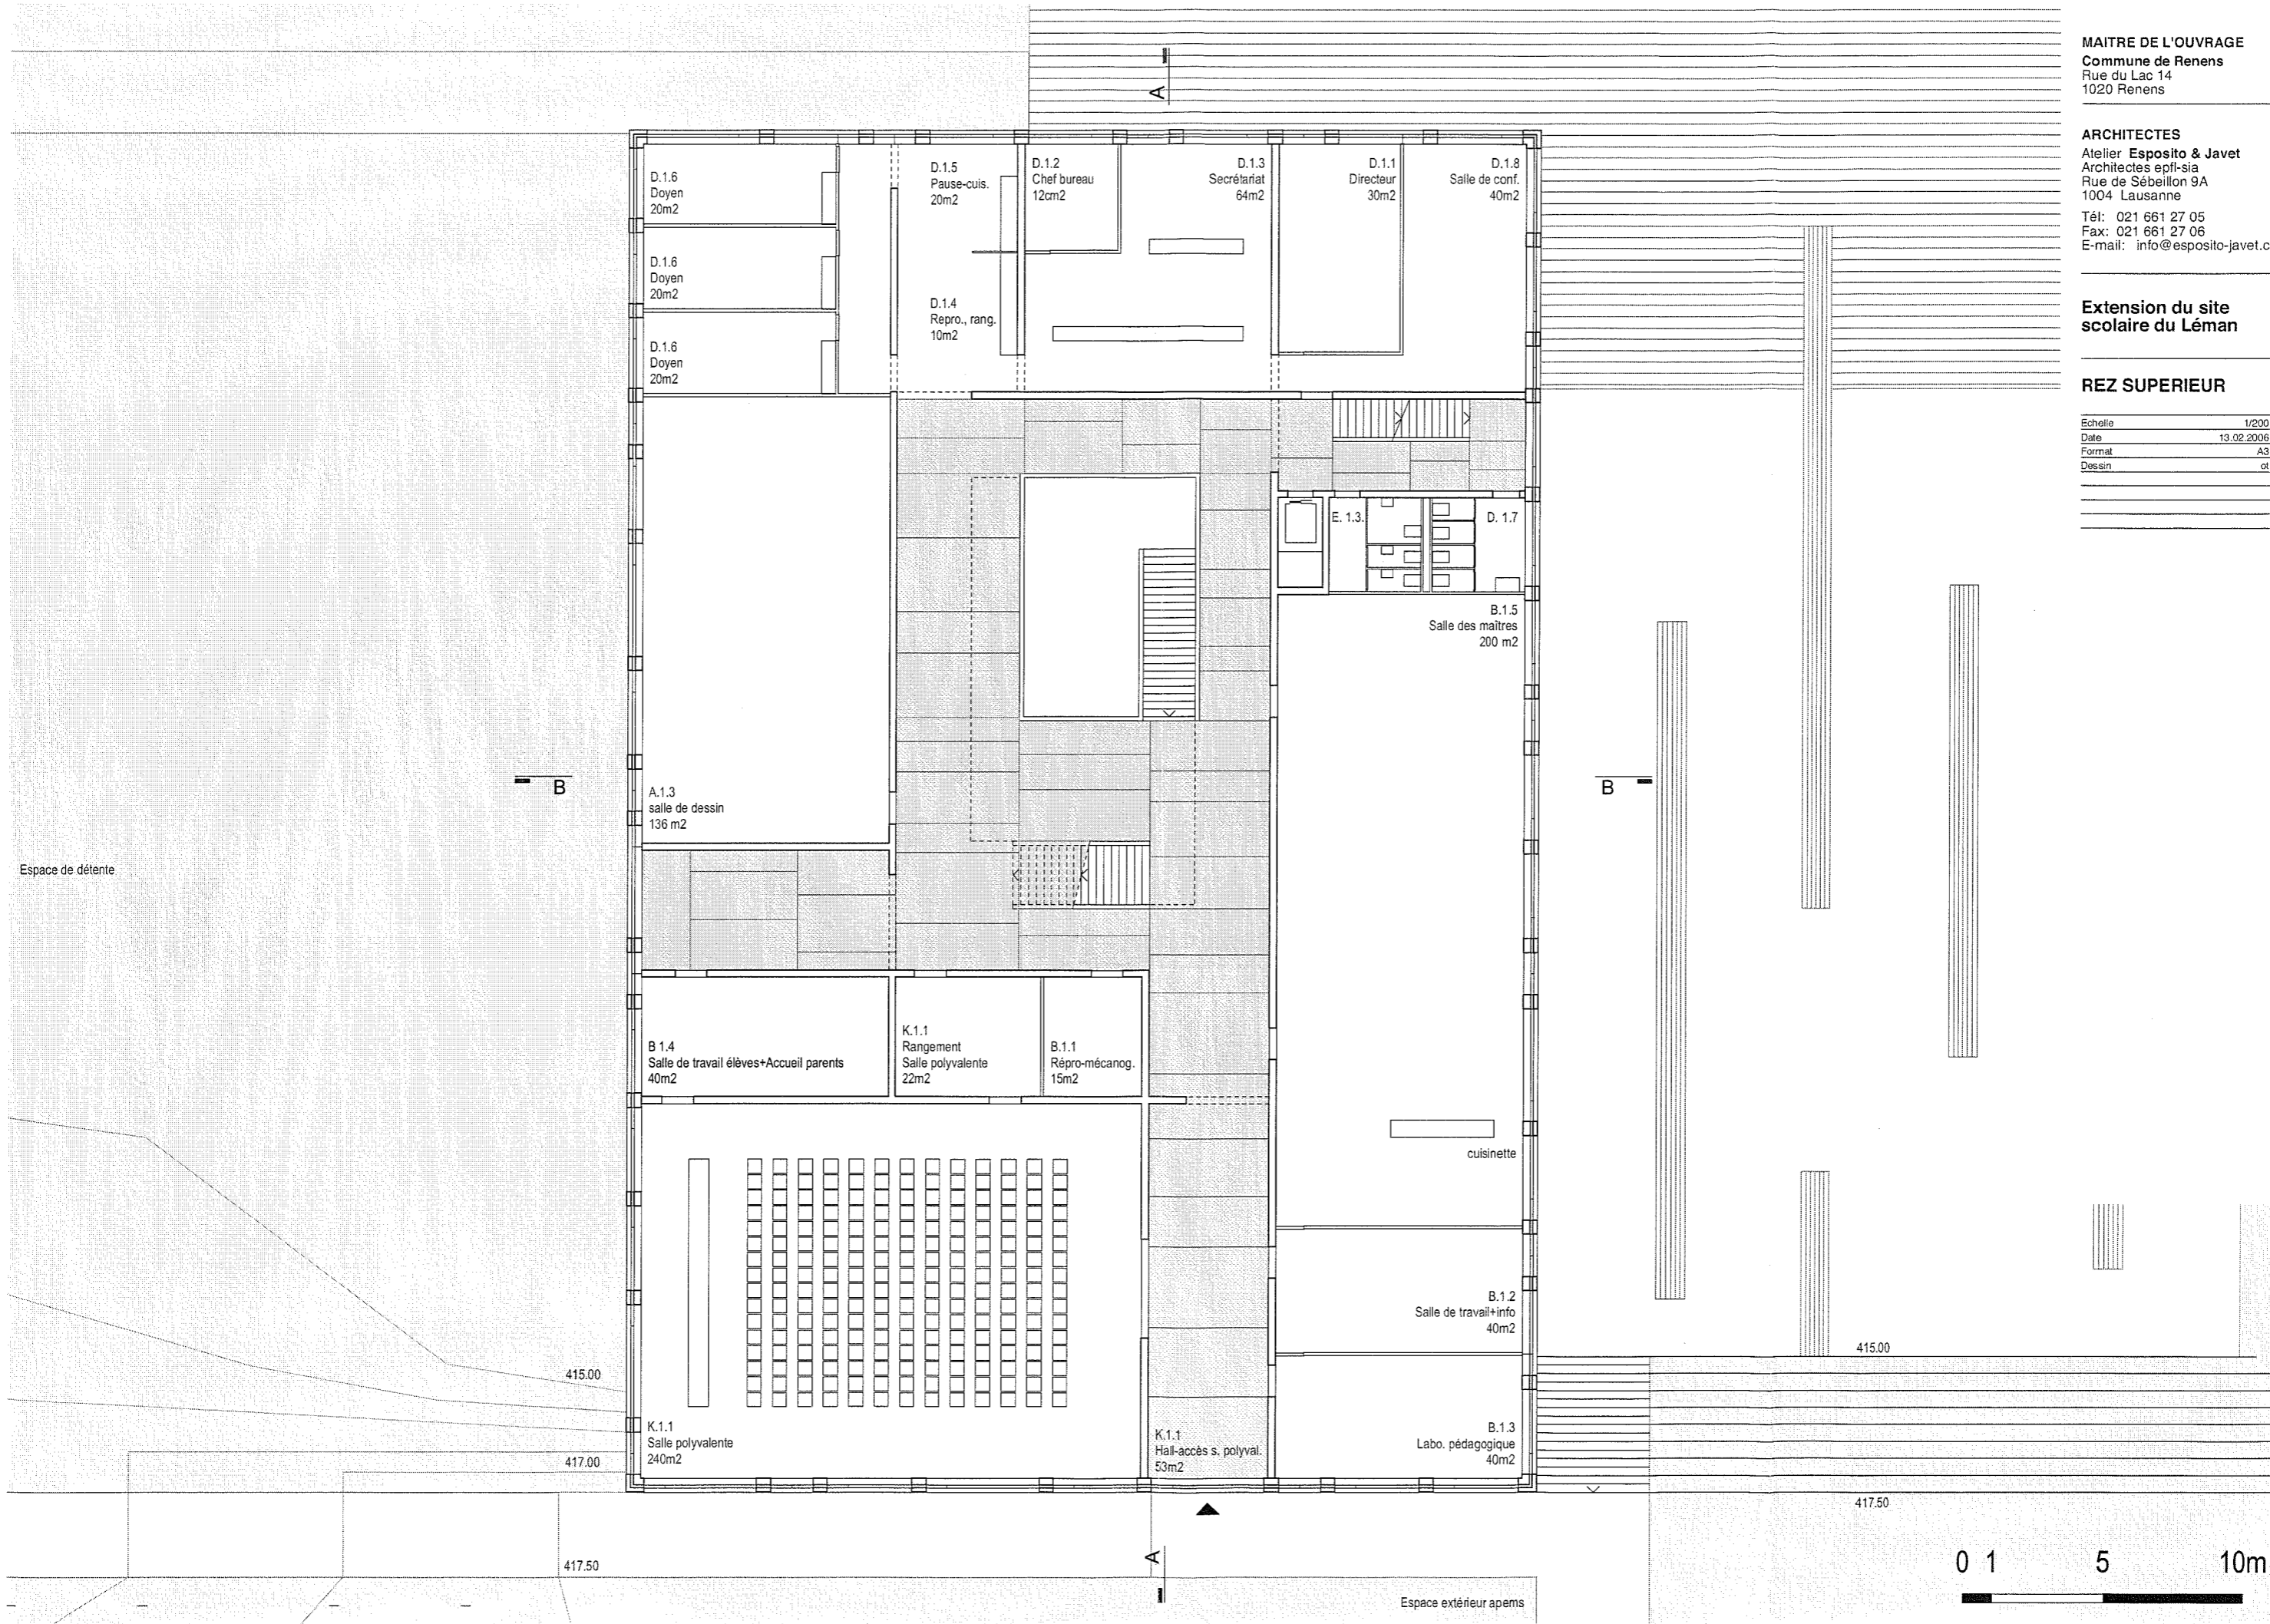 MAITRE DE L'OUVRAGE
Commune de Renens
Rue du Lac 14
1020 Renens
ARCHITECTES
Atelier Esposito & Javet
Architectes epfl-sia
Rue de Sébeillon 9A
1004 Lausanne
Tél: 021 661 27 05
Fax: 021 661 27 06
E-mail: info@esposito-javet.c
Extension du site
scolaire du Léman
REZ SUPERIEUR
Echelle 1/200
Date 13.02.2006
Format A3
Dessin ot
A
D.1.6
Doyen
20m2
D.1.5
Pause-cuis.
20m2
D.1.2
Chef bureau
12cm2
D.1.3
Secrétariat
64m2
D.1.1
Directeur
30m2
D.1.8
Salle de conf.
40m2
D.1.6
Doyen
20m2
D.1.4
Repro., rang.
10m2
D.1.6
Doyen
20m2
E. 1.3.
D. 1.7
B.1.5
Salle des maîtres
200 m2
B
B
A.1.3
salle de dessin
136 m2
Espace de détente
B 1.4
Salle de travail élèves+Accueil parents
40m2
K.1.1
Rangement
Salle polyvalente
22m2
B.1.1
Répro-mécanog.
15m2
cuisinette
B.1.2
Salle de travail+info
40m2
415.00
415.00
K.1.1
Salle polyvalente
240m2
K.1.1
Hall-accès s. polyval.
53m2
B.1.3
Labo. pédagogique
40m2
417.00
417.50
417.50
A
Espace extérieur apems
0 1 5 10m